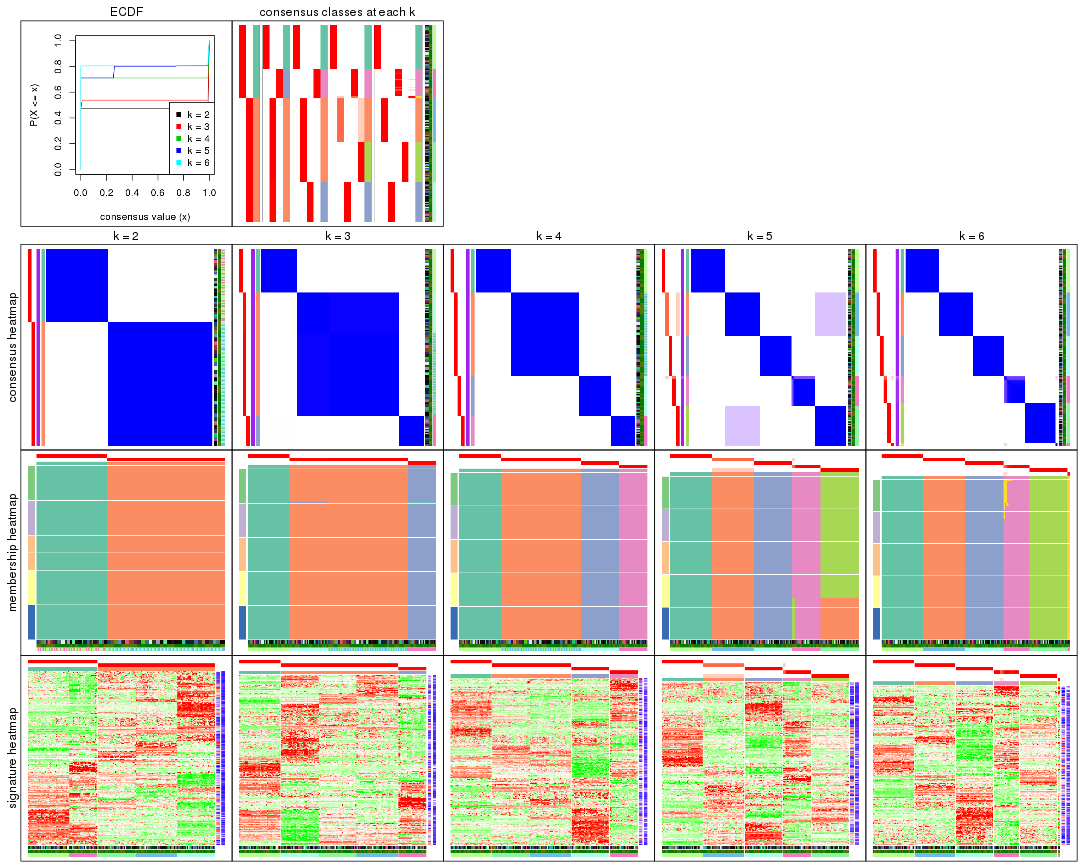 ECDF
consensus classes at each k
1.0
0.8
0.6
0.4
0.2
0.0
P(X <= x)
k = 2
k = 3
k = 4
k = 5
k = 6
0.0 0.2 0.4 0.6 0.8 1.0
consensus value (x)
k = 2
k = 3
k = 4
k = 5
k = 6
consensus heatmap
membership heatmap
signature heatmap